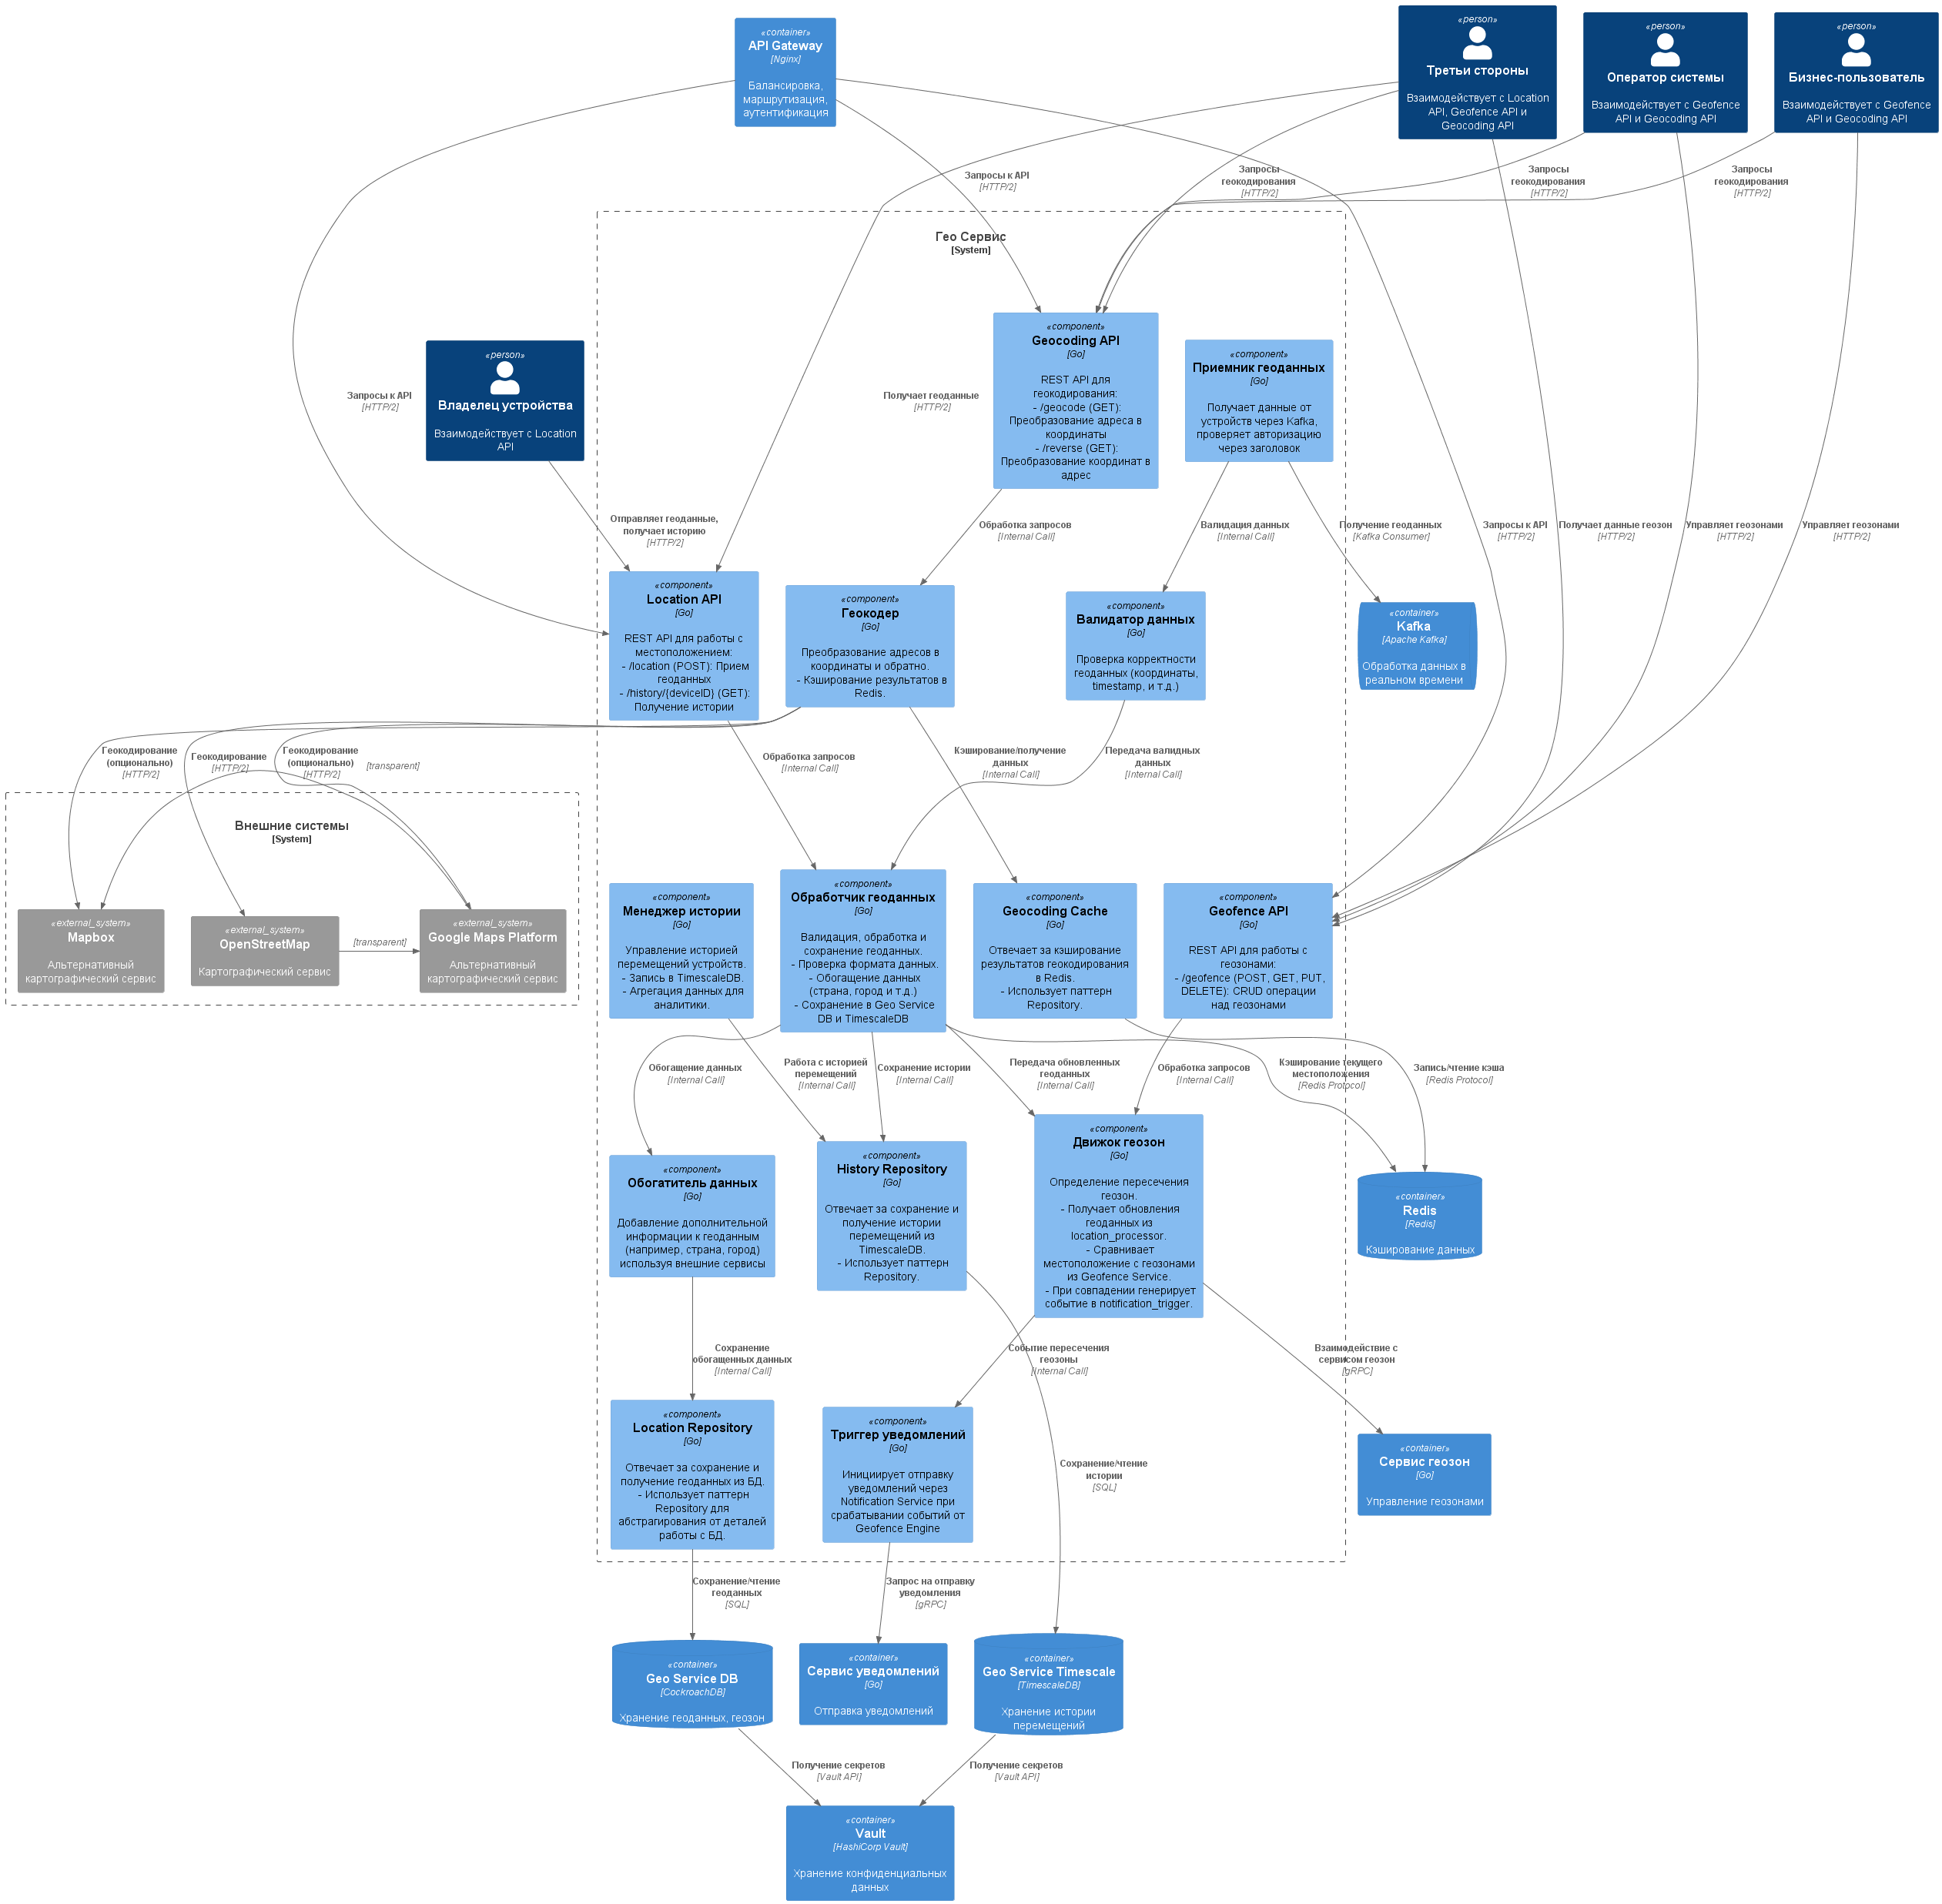 «container»
API Gateway
[Nginx]
Балансировка,
маршрутизация,
аутентификация
«person»
Третьи стороны
Взаимодействует с Location
API, Geofence API и
Geocoding API
«person»
Оператор системы
Взаимодействует с Geofence
API и Geocoding API
«person»
Бизнес-пользователь
Взаимодействует с Geofence
API и Geocoding API
Запросы к API
[HTTP/2]
Запросы
геокодирования
[HTTP/2]
Запросы
геокодирования
[HTTP/2]
Запросы
геокодирования
[HTTP/2]
Гео Сервис
[System]
«person»
Владелец устройства
Взаимодействует с Location
API
Запросы к API
[HTTP/2]
Получает геоданные
[HTTP/2]
«component»
Geocoding API
[Go]
REST API для
геокодирования:
- /geocode (GET):
Преобразование адреса в
координаты
- /reverse (GET):
Преобразование координат в
адрес
«component»
Приемник геоданных
[Go]
Получает данные от
устройств через Kafka,
проверяет авторизацию
через заголовок
Отправляет геоданные,
получает историю
[HTTP/2]
Обработка запросов
[Internal Call]
Валидация данных
[Internal Call]
Получение геоданных
[Kafka Consumer]
Запросы к API
[HTTP/2]
Получает данные геозон
[HTTP/2]
Управляет геозонами
[HTTP/2]
Управляет геозонами
[HTTP/2]
«component»
Location API
[Go]
REST API для работы с
местоположением:
- /location (POST): Прием
геоданных
- /history/{deviceID} (GET):
Получение истории
«component»
Геокодер
[Go]
Преобразование адресов в
координаты и обратно.
- Кэширование результатов в
Redis.
«component»
Валидатор данных
[Go]
Проверка корректности
геоданных (координаты,
timestamp, и т.д.)
«container»
Kafka
[Apache Kafka]
Обработка данных в
реальном времени
Геокодирование
(опционально)
[HTTP/2]
Геокодирование
[HTTP/2]
Геокодирование
(опционально)
[HTTP/2]
[transparent]
Обработка запросов
[Internal Call]
Кэширование/получение
данных
[Internal Call]
Передача валидных
данных
[Internal Call]
Внешние системы
[System]
«external_system»
Mapbox
Альтернативный
картографический сервис
«external_system»
OpenStreetMap
Картографический сервис
[transparent]
«external_system»
Google Maps Platform
Альтернативный
картографический сервис
«component»
Менеджер истории
[Go]
Управление историей
перемещений устройств.
- Запись в TimescaleDB.
- Агрегация данных для
аналитики.
«component»
Обработчик геоданных
[Go]
Валидация, обработка и
сохранение геоданных.
- Проверка формата данных.
- Обогащение данных
(страна, город и т.д.)
- Сохранение в Geo Service
DB и TimescaleDB
«component»
Geocoding Cache
[Go]
Отвечает за кэширование
результатов геокодирования
в Redis.
- Использует паттерн
Repository.
«component»
Geofence API
[Go]
REST API для работы с
геозонами:
- /geofence (POST, GET, PUT,
DELETE): CRUD операции
над геозонами
Обогащение данных
[Internal Call]
Работа с историей
перемещений
[Internal Call]
Сохранение истории
[Internal Call]
Передача обновленных
геоданных
[Internal Call]
Обработка запросов
[Internal Call]
Кэширование текущего
местоположения
[Redis Protocol]
Запись/чтение кэша
[Redis Protocol]
«component»
Обогатитель данных
[Go]
Добавление дополнительной
информации к геоданным
(например, страна, город)
используя внешние сервисы
«component»
History Repository
[Go]
Отвечает за сохранение и
получение истории
перемещений из
TimescaleDB.
- Использует паттерн
Repository.
«component»
Движок геозон
[Go]
Определение пересечения
геозон.
- Получает обновления
геоданных из
location_processor.
- Сравнивает
местоположение с геозонами
из Geofence Service.
- При совпадении генерирует
событие в notification_trigger.
«container»
Redis
[Redis]
Кэширование данных
Сохранение
обогащенных данных
[Internal Call]
Событие пересечения
геозоны
[Internal Call]
Взаимодействие с
сервисом геозон
[gRPC]
«component»
Location Repository
[Go]
Отвечает за сохранение и
получение геоданных из БД.
- Использует паттерн
Repository для
абстрагирования от деталей
работы с БД.
«component»
Триггер уведомлений
[Go]
Инициирует отправку
уведомлений через
Notification Service при
срабатывании событий от
Geofence Engine
Сохранение/чтение
истории
[SQL]
«container»
Сервис геозон
[Go]
Управление геозонами
Сохранение/чтение
геоданных
[SQL]
Запрос на отправку
уведомления
[gRPC]
«container»
Geo Service DB
[CockroachDB]
Хранение геоданных, геозон
«container»
Сервис уведомлений
[Go]
Отправка уведомлений
«container»
Geo Service Timescale
[TimescaleDB]
Хранение истории
перемещений
Получение секретов
[Vault API]
Получение секретов
[Vault API]
«container»
Vault
[HashiCorp Vault]
Хранение конфиденциальных
данных